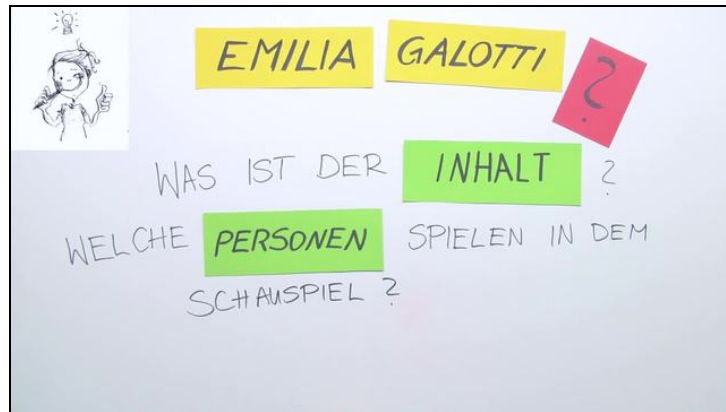 EMILIA GALOTTI ?
WAS IST DER INHALT ?
WELCHE PERSONEN SPIELEN IN DEM
SCHAUSPIEL ?